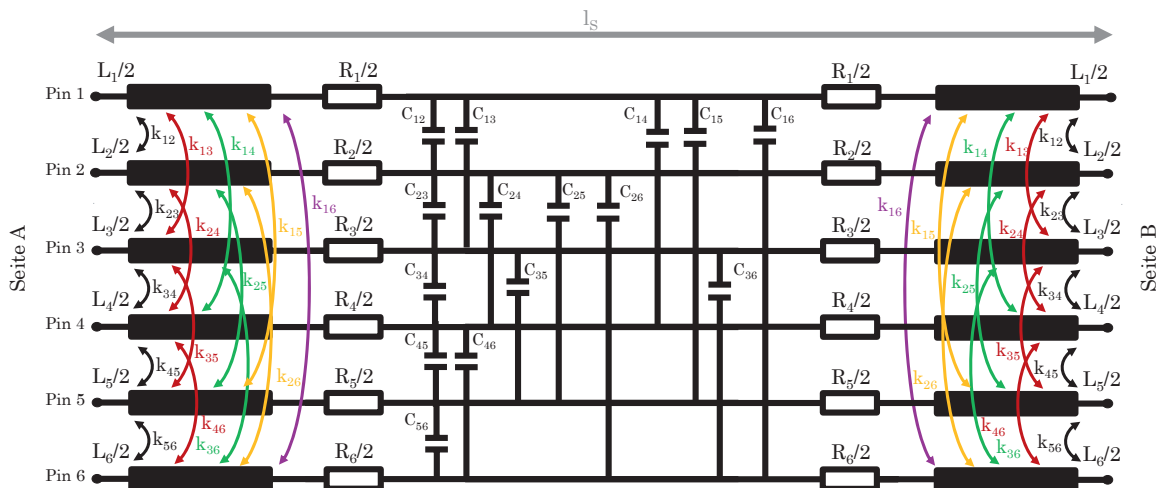 l_S
L_1/2 R_1/2 R_1/2 L_1/2
Pin 1
C_12 C_13 C_14 C_15 C_16
k_12 k_13 k_14 k_14 k_13 k_12
L_2/2 R_2/2 R_2/2 L_2/2
Pin 2
C_23 C_24 C_25 C_26
k_23 k_24 k_15 k_16 k_16 k_15 k_24 k_23
L_3/2 R_3/2 R_3/2 L_3/2
Pin 3
C_34 C_35 C_36
k_34 k_25 k_25 k_34
L_4/2 R_4/2 R_4/2 L_4/2
Pin 4
C_45 C_46
k_45 k_35 k_26 k_26 k_35 k_45
L_5/2 R_5/2 R_5/2 L_5/2
Pin 5
C_56
k_56 k_46 k_36 k_46 k_36 k_56
L_6/2 R_6/2 R_6/2 L_6/2
Pin 6
Seite A
Seite B